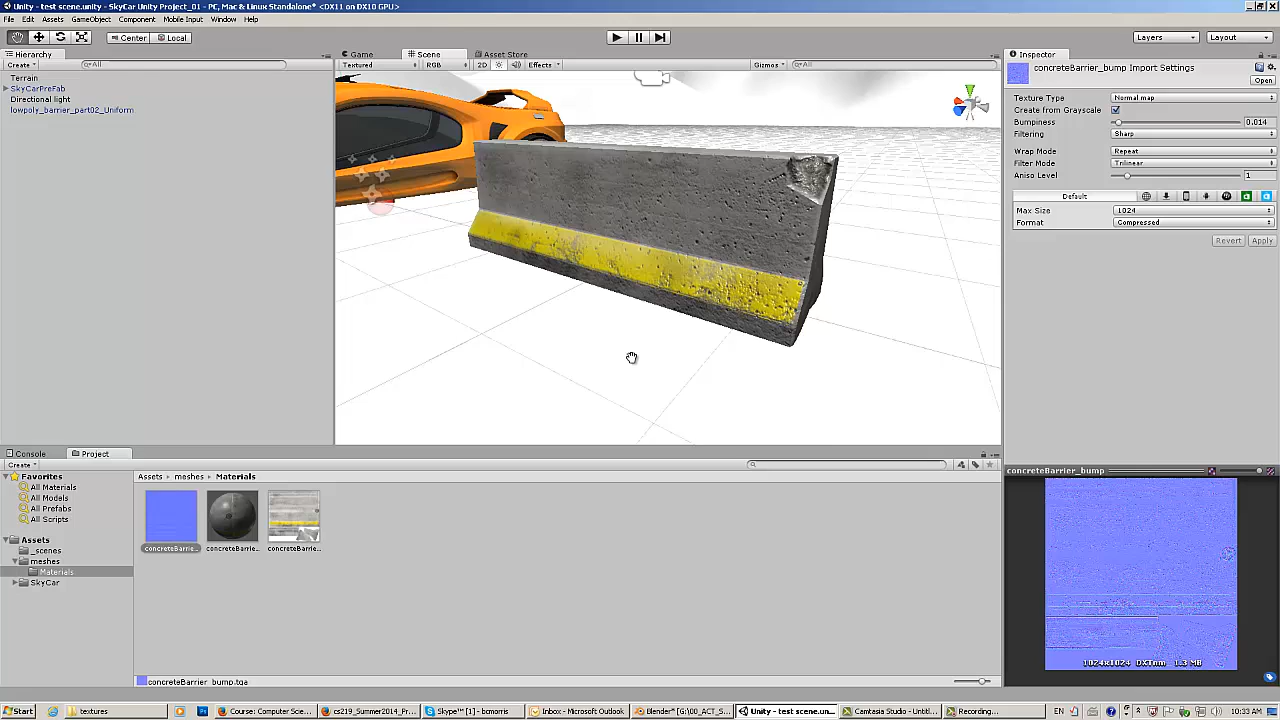 Unity - test scene.unity - SkyCar Unity Project_01 - PC, Mac & Linux Standalone* <DX11 on DX10 GPU>
File Edit Assets GameObject Component Mobile Input Window Help
Center Local Layers Layout
Hierarchy Game Scene Asset Store Inspector
Create All Textured RGB 2D Effects Gizmos All
concreteBarrier_bump Import Settings
Open
Terrain
SkyCarPreFab
Directional light
lowpoly_barrier_part02_Uniform
Texture Type Normal map
Create from Grayscale
Bumpiness 0.014
Filtering Sharp
Wrap Mode Repeat
Filter Mode Trilinear
Aniso Level 1
Default
Max Size 1024
Format Compressed
Revert Apply
Console Project
Create
Favorites
All Materials
All Models
All Prefabs
All Scripts
Assets
_scenes
meshes
Materials
SkyCar
Assets meshes Materials
concreteBarrie... concreteBarrie... concreteBarrie...
concreteBarrier_bump.tga
concreteBarrier_bump
1024x1024 DXTnm 1.3 MB
Start textures Course: Computer Scie... cs219_Summer2014_Pr... Skype™ [1] - bcmorris Inbox - Microsoft Outlook Blender* [G:\00_ACT_S... Unity - test scene.un... Camtasia Studio - Untitl... Recording... EN 10:33 AM